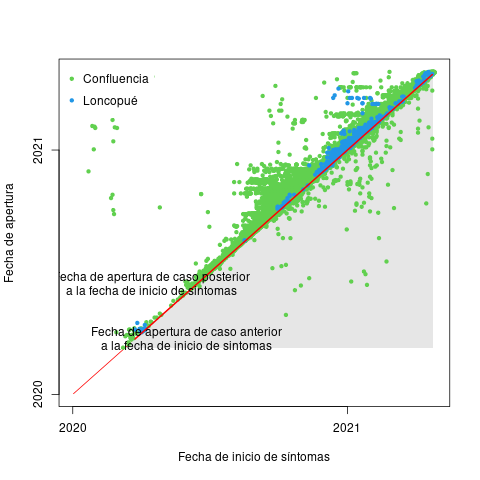 Confluencia
Loncopué
2021
Fecha de apertura
echa de apertura de caso posterior
a la fecha de inicio de síntomas
Fecha de apertura de caso anterior
a la fecha de inicio de síntomas
2020
2020
2021
Fecha de inicio de síntomas